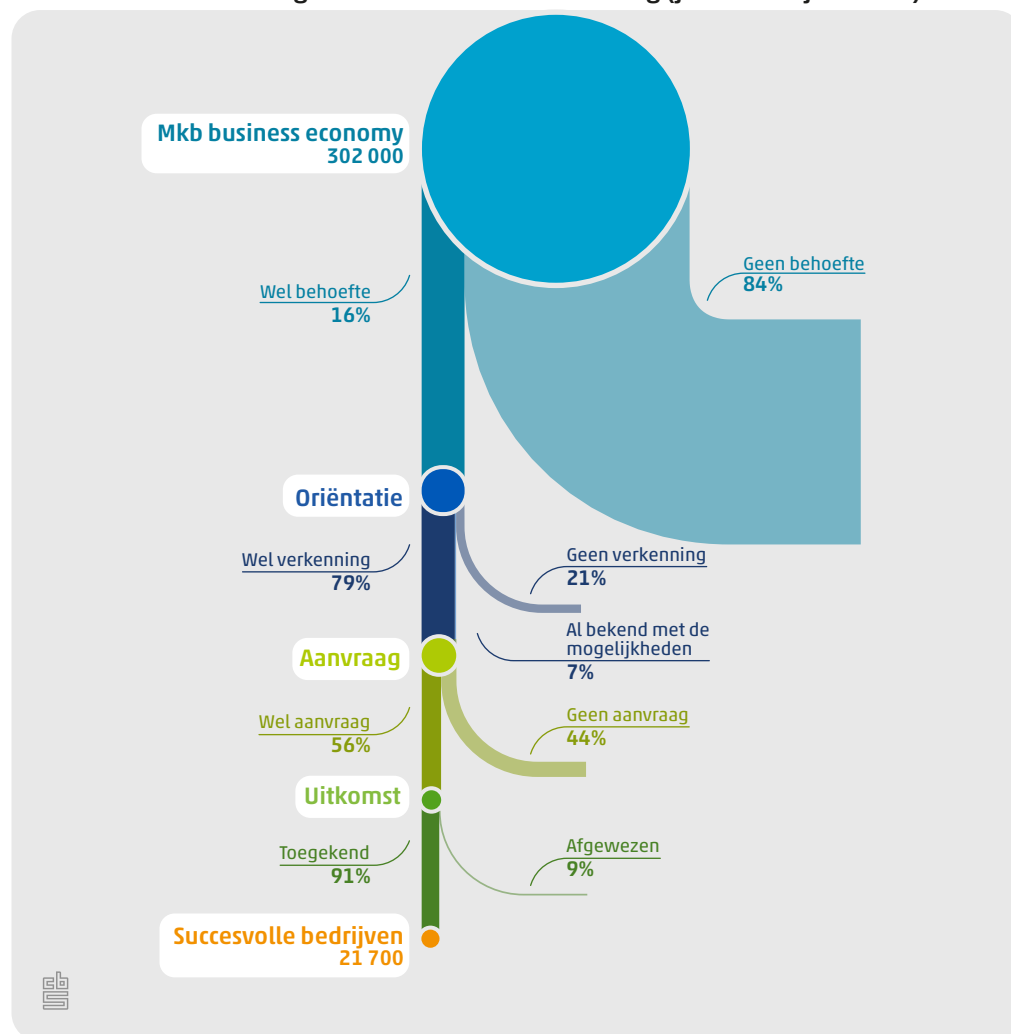 Mkb business economy
302 000
Geen behoefte
84%
Wel behoefte
16%
Oriëntatie
Wel verkenning
79%
Geen verkenning
21%
Al bekend met de
mogelijkheden
7%
Aanvraag
Wel aanvraag
56%
Geen aanvraag
44%
Uitkomst
Toegekend
91%
Afgewezen
9%
Succesvolle bedrijven
21 700
cbs